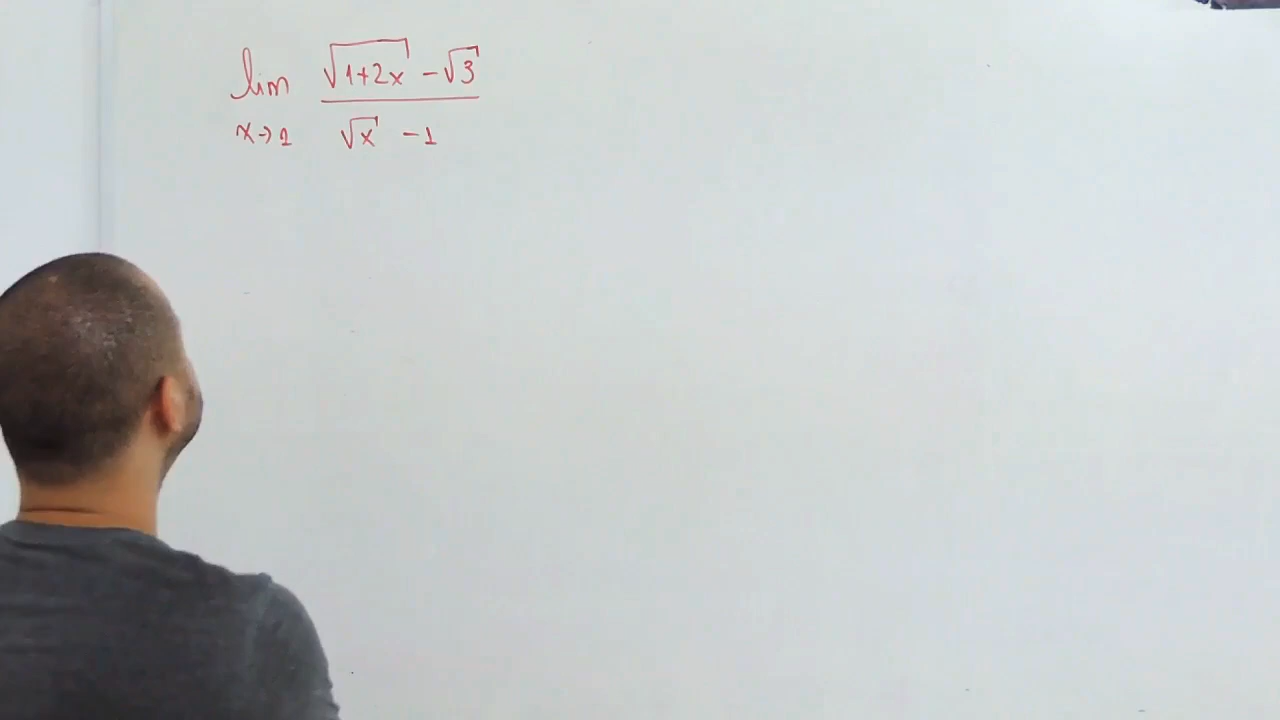 lim √(1+2x) - √3
x→1 √x - 1